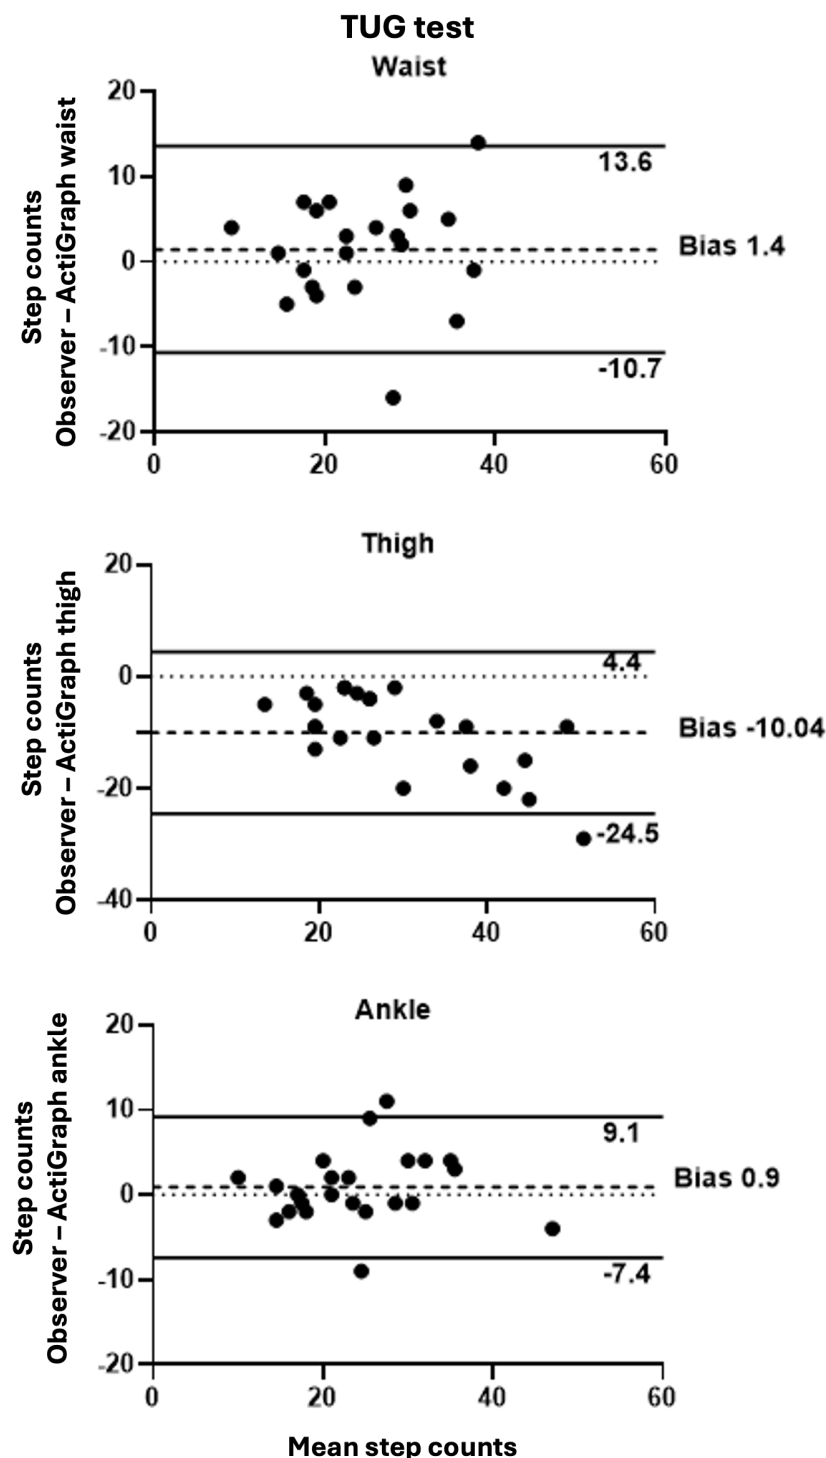 TUG test
Waist
Step counts
Observer – ActiGraph waist
20
10
0
-10
-20
13.6
Bias 1.4
-10.7
0 20 40 60
Thigh
Step counts
Observer – ActiGraph thigh
20
0
-20
-40
4.4
Bias -10.04
-24.5
0 20 40 60
Ankle
Step counts
Observer – ActiGraph ankle
20
10
0
-10
-20
9.1
Bias 0.9
-7.4
0 20 40 60
Mean step counts